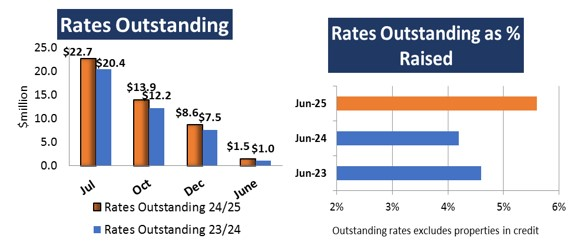 Rates Outstanding
25.0
20.0
15.0
10.0
5.0
0.0
$million
$22.7
$20.4
$13.9
$12.2
$8.6
$7.5
$1.5
$1.0
Jul
Oct
Dec
June
Rates Outstanding 24/25
Rates Outstanding 23/24
Rates Outstanding as %
Raised
Jun-25
Jun-24
Jun-23
2%
3%
4%
5%
6%
Outstanding rates excludes properties in credit